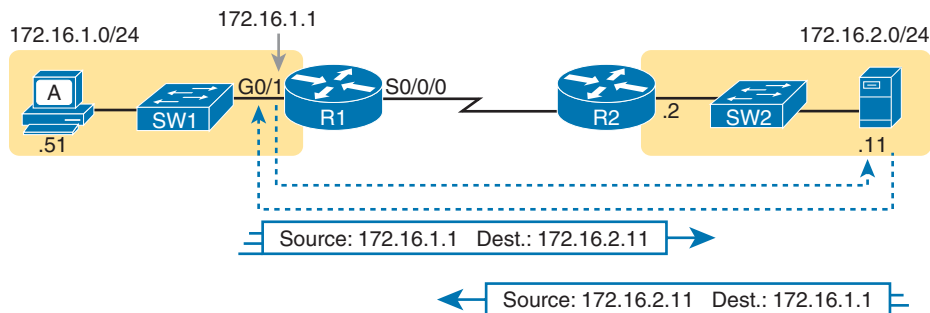 172.16.1.1
172.16.1.0/24
172.16.2.0/24
A
G0/1
S0/0/0
SW1
R1
R2
.2
SW2
.51
.11
Source: 172.16.1.1 Dest.: 172.16.2.11
Source: 172.16.2.11 Dest.: 172.16.1.1